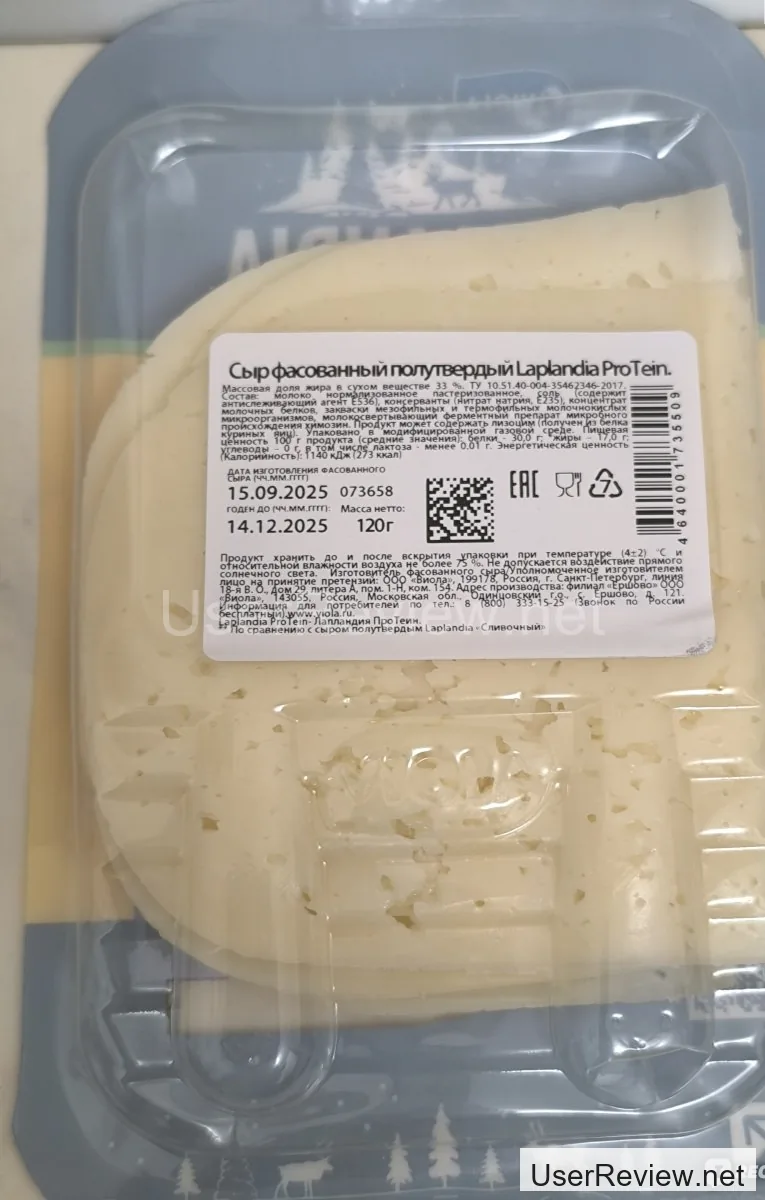 Сыр фасованный полутвердый Laplandia ProTein.
Массовая доля жира в сухом веществе 33 %. ТУ 10.51.40-004-35462346-2017.
Состав: молоко нормализованное пастеризованное, соль (содержит
антислеживающий агент Е536), консерванты (нитрат натрия, Е235), концентрат
молочных белков, закваски мезофильных и термофильных молочнокислых
микроорганизмов, молокосвертывающий ферментный препарат микробного
происхождения химозин. Продукт может содержать лизоцим (получен из белка
куриных яиц). Упаковано в модифицированной газовой среде. Пищевая
ценность 100 г продукта (средние значения): белки - 30,0 г; *жиры - 17,0 г;
углеводы - 0 г, в том числе лактоза - менее 0,01 г. Энергетическая ценность
(Калорийность): 1140 кДж (273 ккал)
ДАТА ИЗГОТОВЛЕНИЯ ФАСОВАННОГО
СЫРА (ЧЧ.ММ.ГГГГ)
15.09.2025 073658
ГОДЕН ДО (ЧЧ.ММ.ГГГГ): Масса нетто:
14.12.2025 120г
EAC
7
4640001735509
Продукт хранить до и после вскрытия упаковки при температуре (4±2) °С и
относительной влажности воздуха не более 75 %. Не допускается воздействие прямого
солнечного света. Изготовитель фасованного сыра/Уполномоченное изготовителем
лицо на принятие претензии: ООО «Виола», 199178, Россия, г. Санкт-Петербург, линия
18-я В. О., Дом 29, литера А, пом. 1-Н, ком. 154. Адрес производства: филиал «Ершово» ООО
«Виола», 143055, Россия, Московская обл., Одинцовский г.о., с. Ершово, д. 121.
Информация для потребителей по тел.: 8 (800) 333-15-25 (Звонок по России
бесплатный).www.viola.ru.
Laplandia ProTein- Лапландия ПроТеин.
** По сравнению с сыром полутвердым Laplandia «Сливочный»
UserReview.net